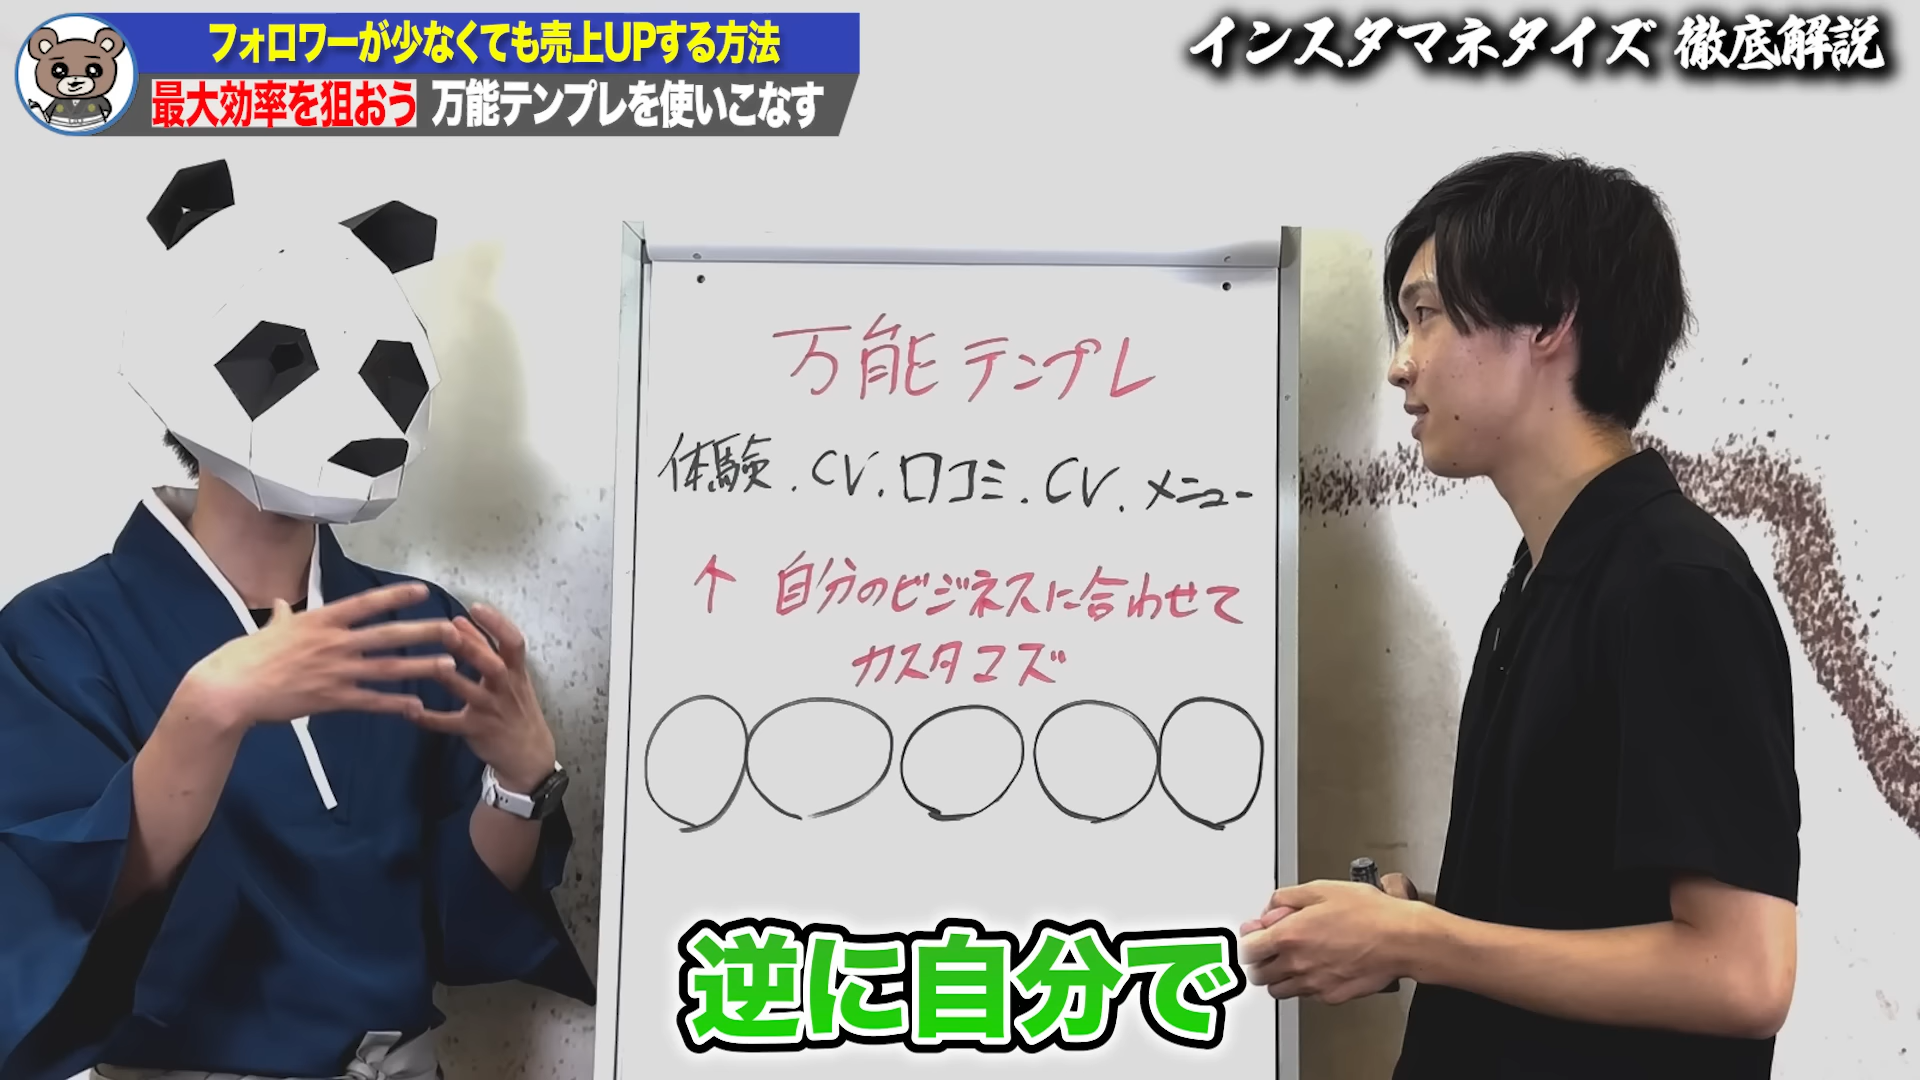 フォロワーが少なくても売上UPする方法
最大効率を狙おう 万能テンプレを使いこなす
インスタマネタイズ 徹底解説
万能テンプレ
体験.CV.口コミ.CV.メニュー
↑ 自分のビジネスに合わせて
カスタマズ
逆に自分で